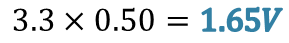 3.3 × 0.50 = 1.65V